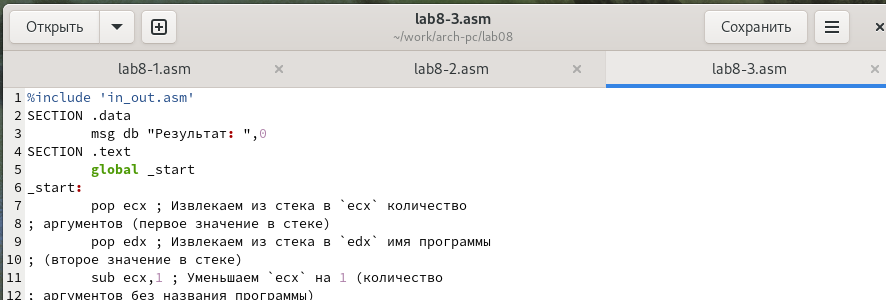 Открыть
lab8-3.asm
~/work/arch-pc/lab08
Сохранить
lab8-1.asm
lab8-2.asm
lab8-3.asm
1 %include 'in_out.asm'
2 SECTION .data
3 msg db "Результат: ",0
4 SECTION .text
5 global _start
6 _start:
7 pop ecx ; Извлекаем из стека в `ecx` количество
8 ; аргументов (первое значение в стеке)
9 pop edx ; Извлекаем из стека в `edx` имя программы
10 ; (второе значение в стеке)
11 sub ecx,1 ; Уменьшаем `ecx` на 1 (количество
12 ; аргументов без названия программы)